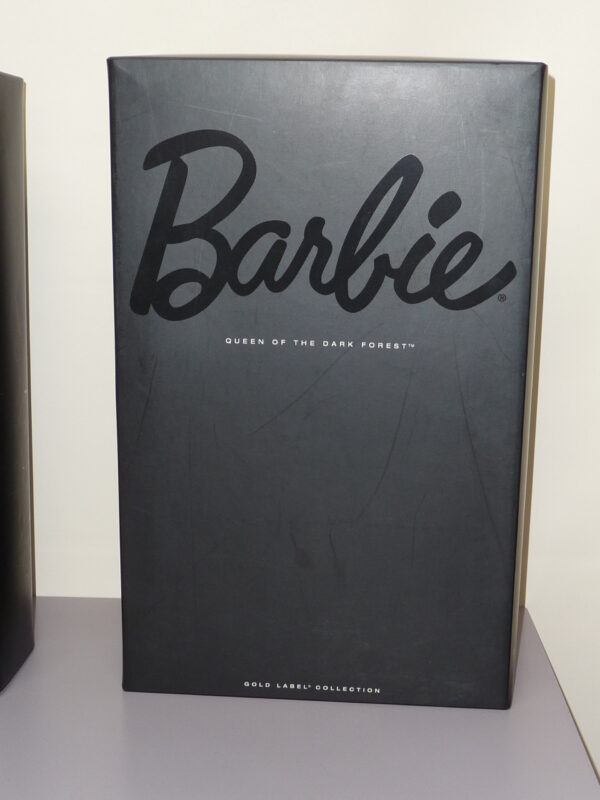 Barbie®
QUEEN OF THE DARK FOREST™
GOLD LABEL® COLLECTION